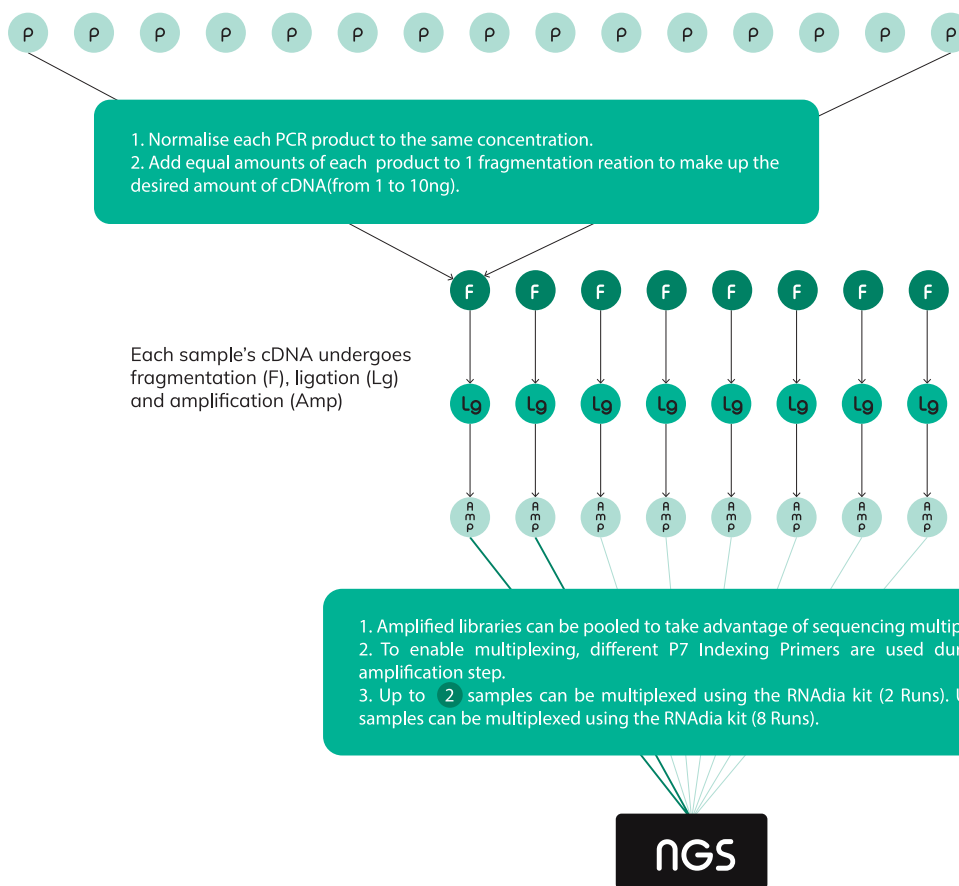 P P P P P P P P P P P P P P P
1. Normalise each PCR product to the same concentration.
2. Add equal amounts of each product to 1 fragmentation reation to make up the
desired amount of cDNA(from 1 to 10ng).
F F F F F F F F
Each sample's cDNA undergoes
fragmentation (F), ligation (Lg)
and amplification (Amp)
Lg Lg Lg Lg Lg Lg Lg Lg
Amp Amp Amp Amp Amp Amp Amp Amp
1. Amplified libraries can be pooled to take advantage of sequencing
2. To enable multiplexing, different P7 Indexing Primers are used
amplification step.
3. Up to 2 samples can be multiplexed using the RNAdia kit (2 Runs).
samples can be multiplexed using the RNAdia kit (8 Runs).
NGS